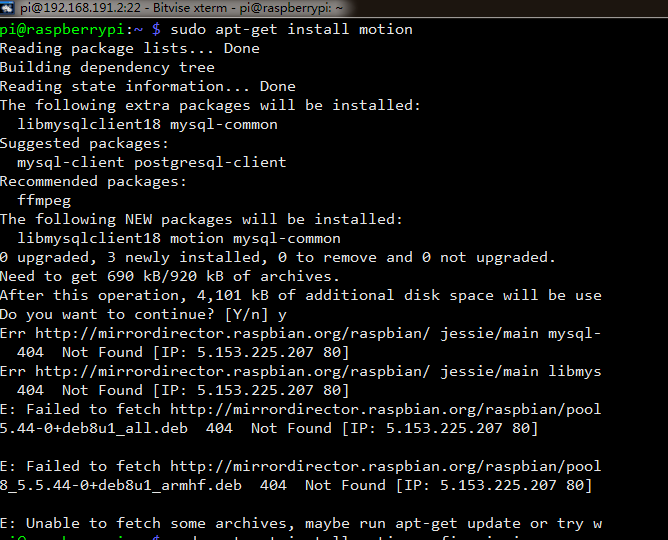 pi@192.168.191.2:22 - Bitvise xterm - pi@raspberrypi: ~
pi@raspberrypi:~ $ sudo apt-get install motion
Reading package lists... Done
Building dependency tree
Reading state information... Done
The following extra packages will be installed:
  libmysqlclient18 mysql-common
Suggested packages:
  mysql-client postgresql-client
Recommended packages:
  ffmpeg
The following NEW packages will be installed:
  libmysqlclient18 motion mysql-common
0 upgraded, 3 newly installed, 0 to remove and 0 not upgraded.
Need to get 690 kB/920 kB of archives.
After this operation, 4,101 kB of additional disk space will be use
Do you want to continue? [Y/n] y
Err http://mirrordirector.raspbian.org/raspbian/ jessie/main mysql-
  404  Not Found [IP: 5.153.225.207 80]
Err http://mirrordirector.raspbian.org/raspbian/ jessie/main libmys
  404  Not Found [IP: 5.153.225.207 80]
E: Failed to fetch http://mirrordirector.raspbian.org/raspbian/pool
5.44-0+deb8u1_all.deb  404  Not Found [IP: 5.153.225.207 80]
E: Failed to fetch http://mirrordirector.raspbian.org/raspbian/pool
8_5.5.44-0+deb8u1_armhf.deb  404  Not Found [IP: 5.153.225.207 80]
E: Unable to fetch some archives, maybe run apt-get update or try w